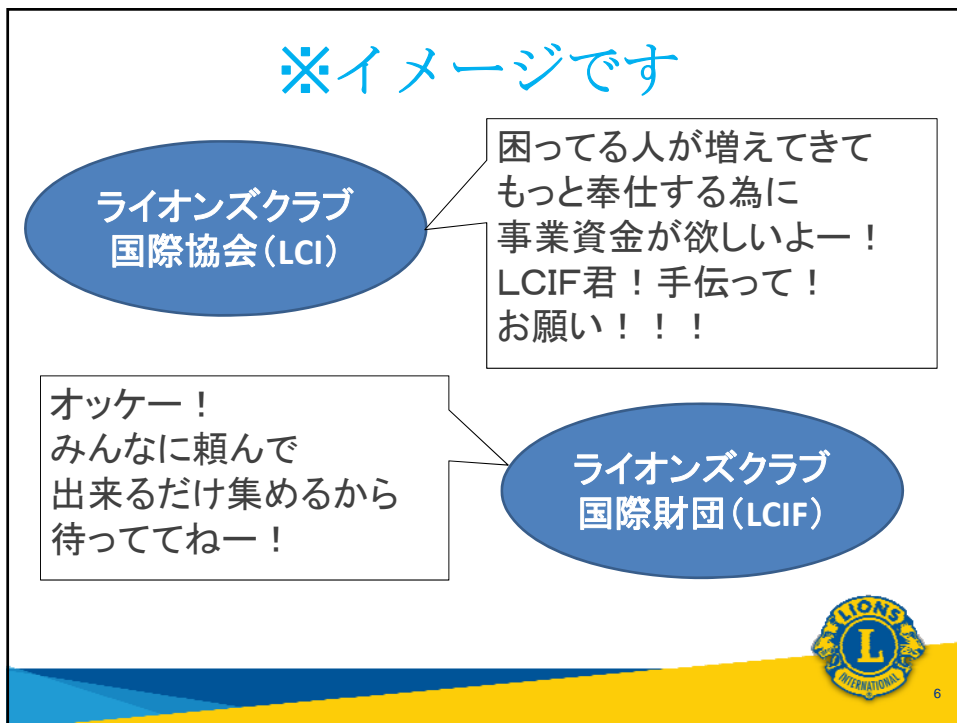 ※イメージです
ライオンズクラブ
国際協会（LCI）
困ってる人が増えてきて
もっと奉仕する為に
事業資金が欲しいよー！
ＬＣＩＦ君！手伝って！
お願い！！！
オッケー！
みんなに頼んで
出来るだけ集めるから
待っててねー！
ライオンズクラブ
国際財団（LCIF）
LIONS
L
INTERNATIONAL
6